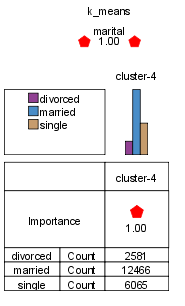 k_means
marital
1.00
cluster-4
divorced
married
single
cluster-4
Importance
1.00
divorced Count 2581
married Count 12466
single Count 6065